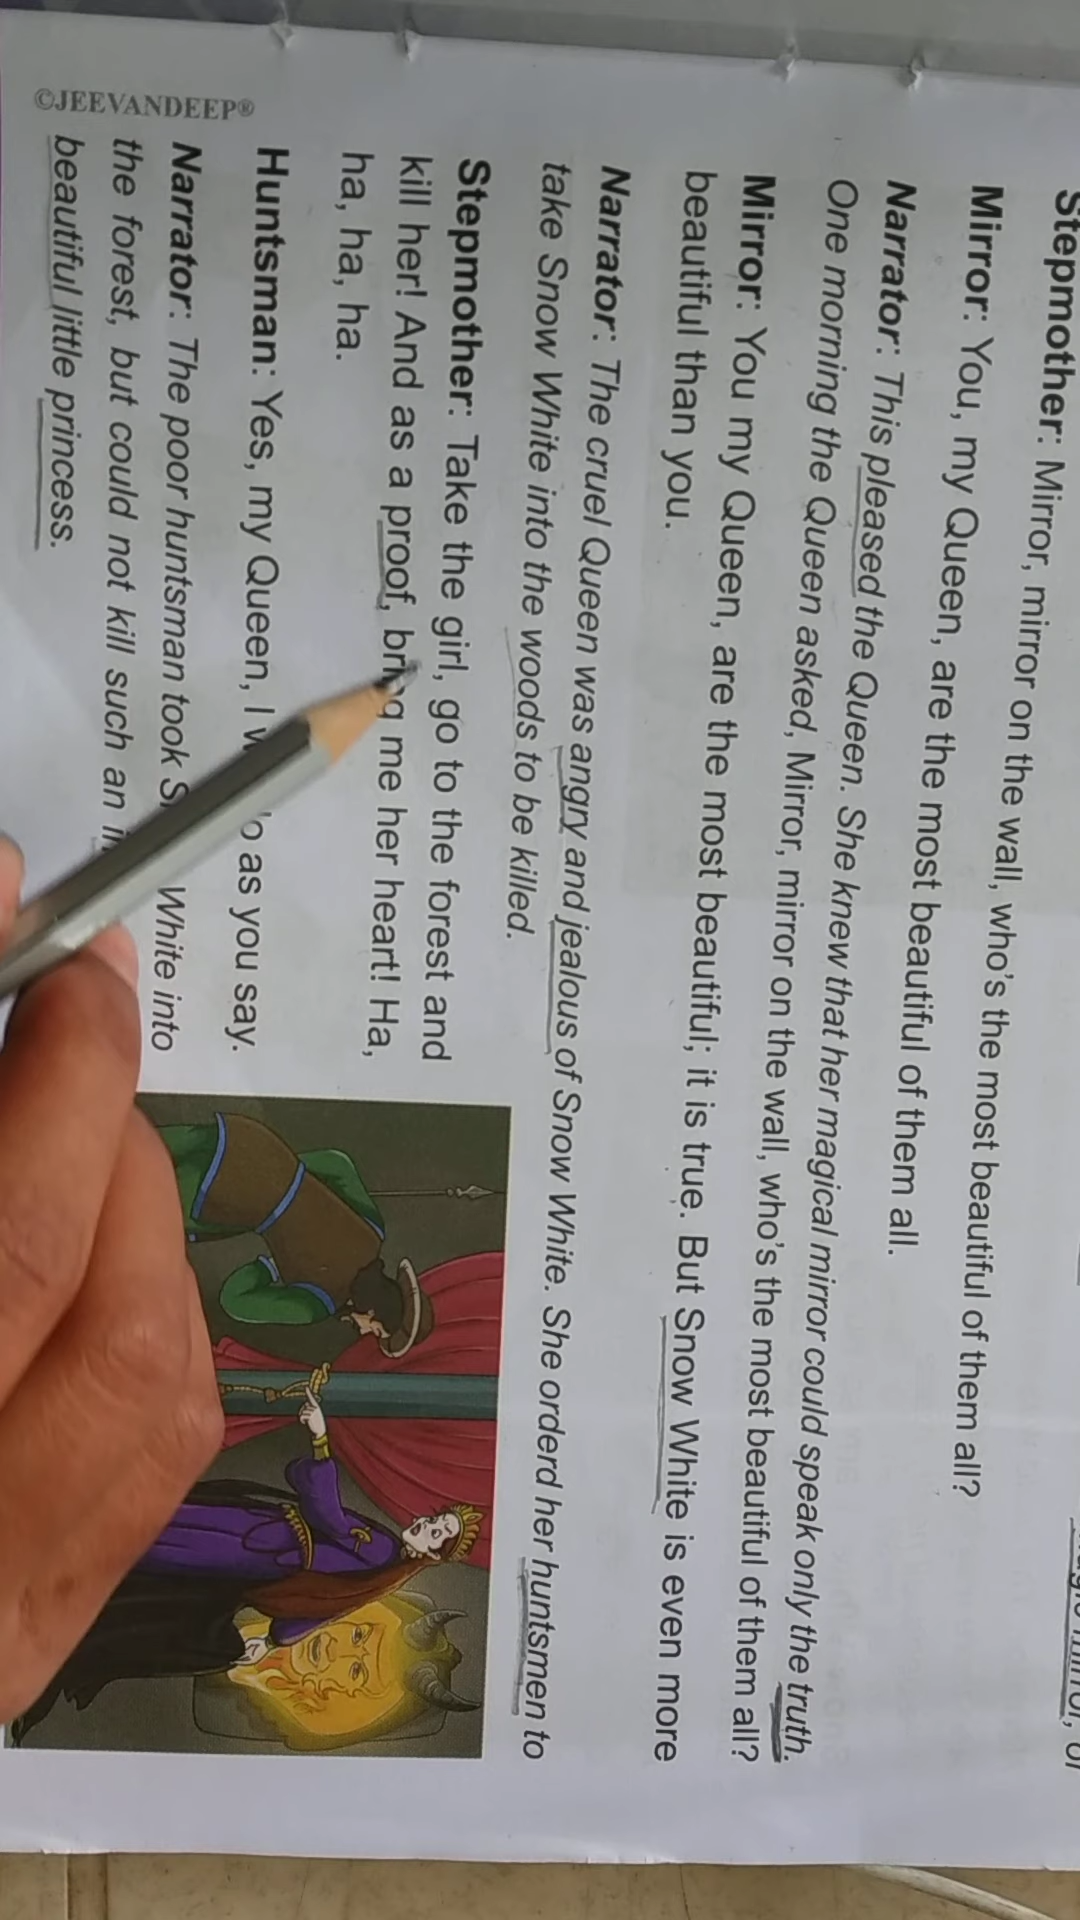 Stepmother: Mirror, mirror on the wall, who's the most beautiful of them all?
Mirror: You, my Queen, are the most beautiful of them all.
Narrator: This pleased the Queen. She knew that her magical mirror could speak only the truth.
One morning the Queen asked, Mirror, mirror on the wall, who's the most beautiful of them all?
Mirror: You my Queen, are the most beautiful; it is true. But Snow White is even more
beautiful than you.
Narrator: The cruel Queen was angry and jealous of Snow White. She orderd her huntsmen to
take Snow White into the woods to be killed.
Stepmother: Take the girl, go to the forest and
kill her! And as a proof, bring me her heart! Ha,
ha, ha, ha.
Huntsman: Yes, my Queen, I as you say.
Narrator: The poor huntsman took White into
the forest, but could not kill such an
beautiful little princess.
©JEEVANDEEP®